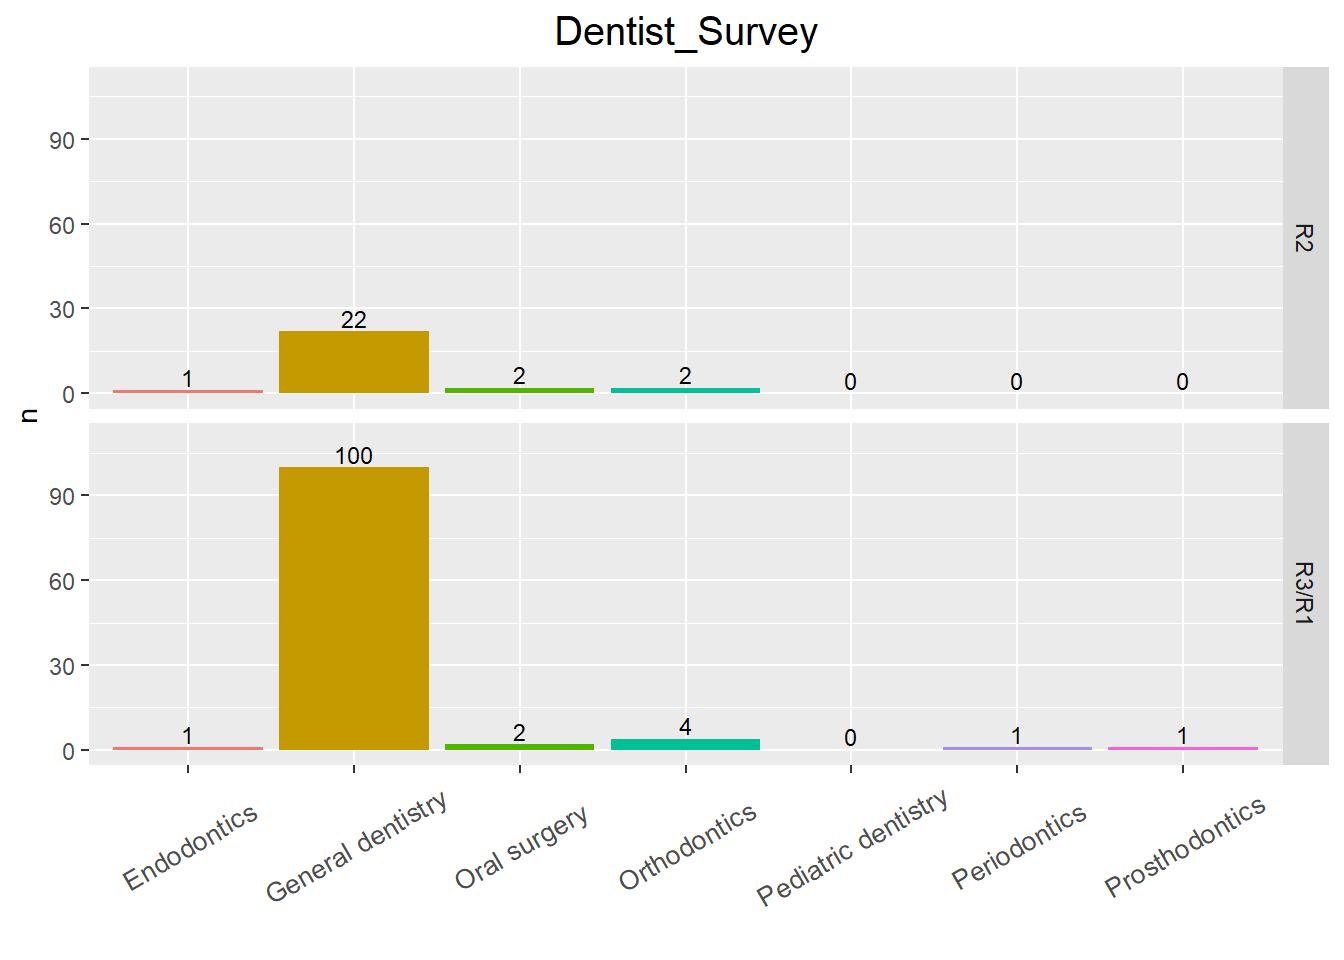 Dentist_Survey
90
60
30
0
1
22
2
2
0
0
0
R2
n
90
60
30
0
1
100
2
4
0
1
1
R3/R1
Endodontics
General dentistry
Oral surgery
Orthodontics
Pediatric dentistry
Periodontics
Prosthodontics